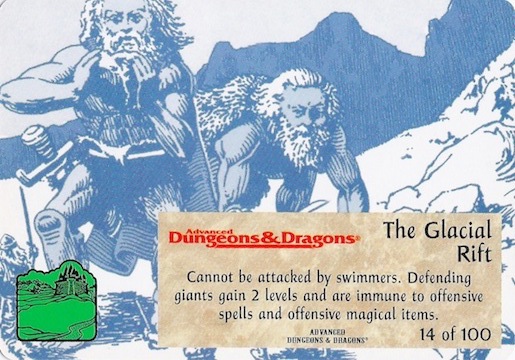 Advanced
Dungeons & Dragons®
The Glacial
Rift
Cannot be attacked by swimmers. Defending
giants gain 2 levels and are immune to offensive
spells and offensive magical items.
ADVANCED
DUNGEONS & DRAGONS®
14 of 100